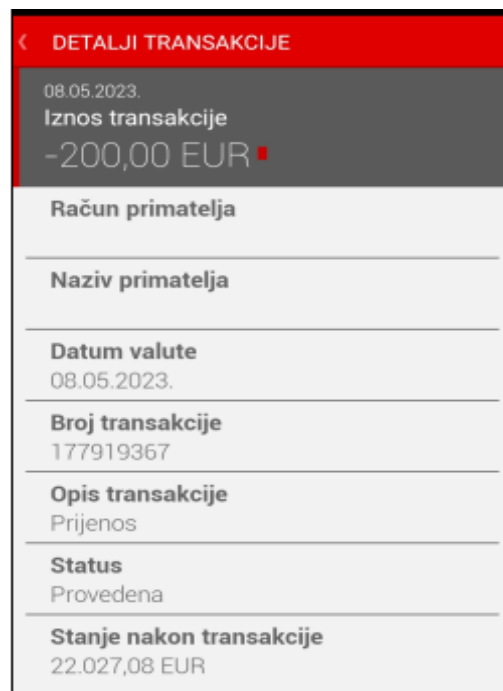 DETALJI TRANSAKCIJE
08.05.2023.
Iznos transakcije
-200,00 EUR
Račun primatelja
Naziv primatelja
Datum valute
08.05.2023.
Broj transakcije
177919367
Opis transakcije
Prijenos
Status
Provedena
Stanje nakon transakcije
22.027,08 EUR